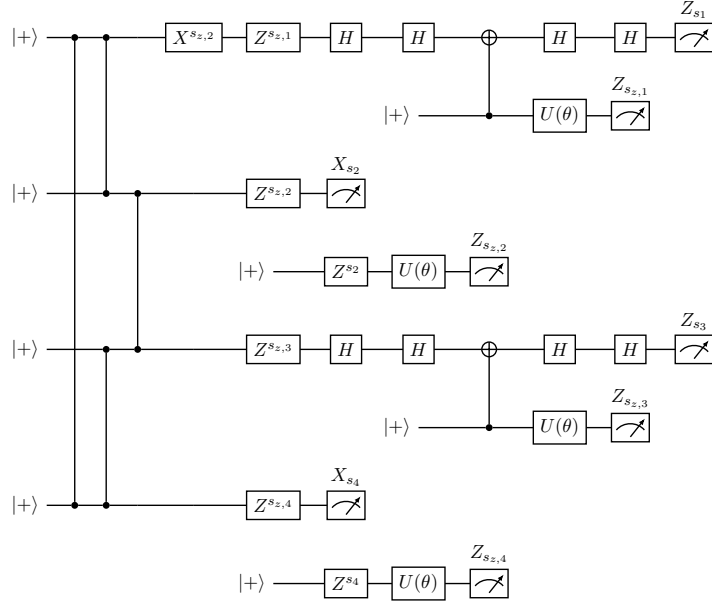 Z_{s_1}
|+⟩ X^{s_{z,2}} Z^{s_{z,1}} H H H H
Z_{s_{z,1}}
|+⟩ U(θ)
X_{s_2}
|+⟩ Z^{s_{z,2}}
Z_{s_{z,2}}
|+⟩ Z^{s_2} U(θ)
Z_{s_3}
|+⟩ Z^{s_{z,3}} H H H H
Z_{s_{z,3}}
|+⟩ U(θ)
X_{s_4}
|+⟩ Z^{s_{z,4}}
Z_{s_{z,4}}
|+⟩ Z^{s_4} U(θ)